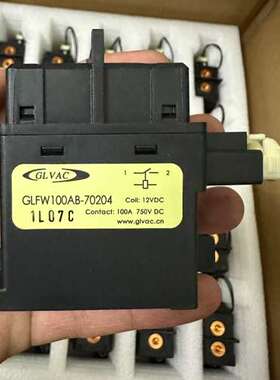 GLVAC
1 2
GLFW100AB-70204
Coil: 12VDC
1L07C
Contact: 100A 750V DC
www.glvac.cn